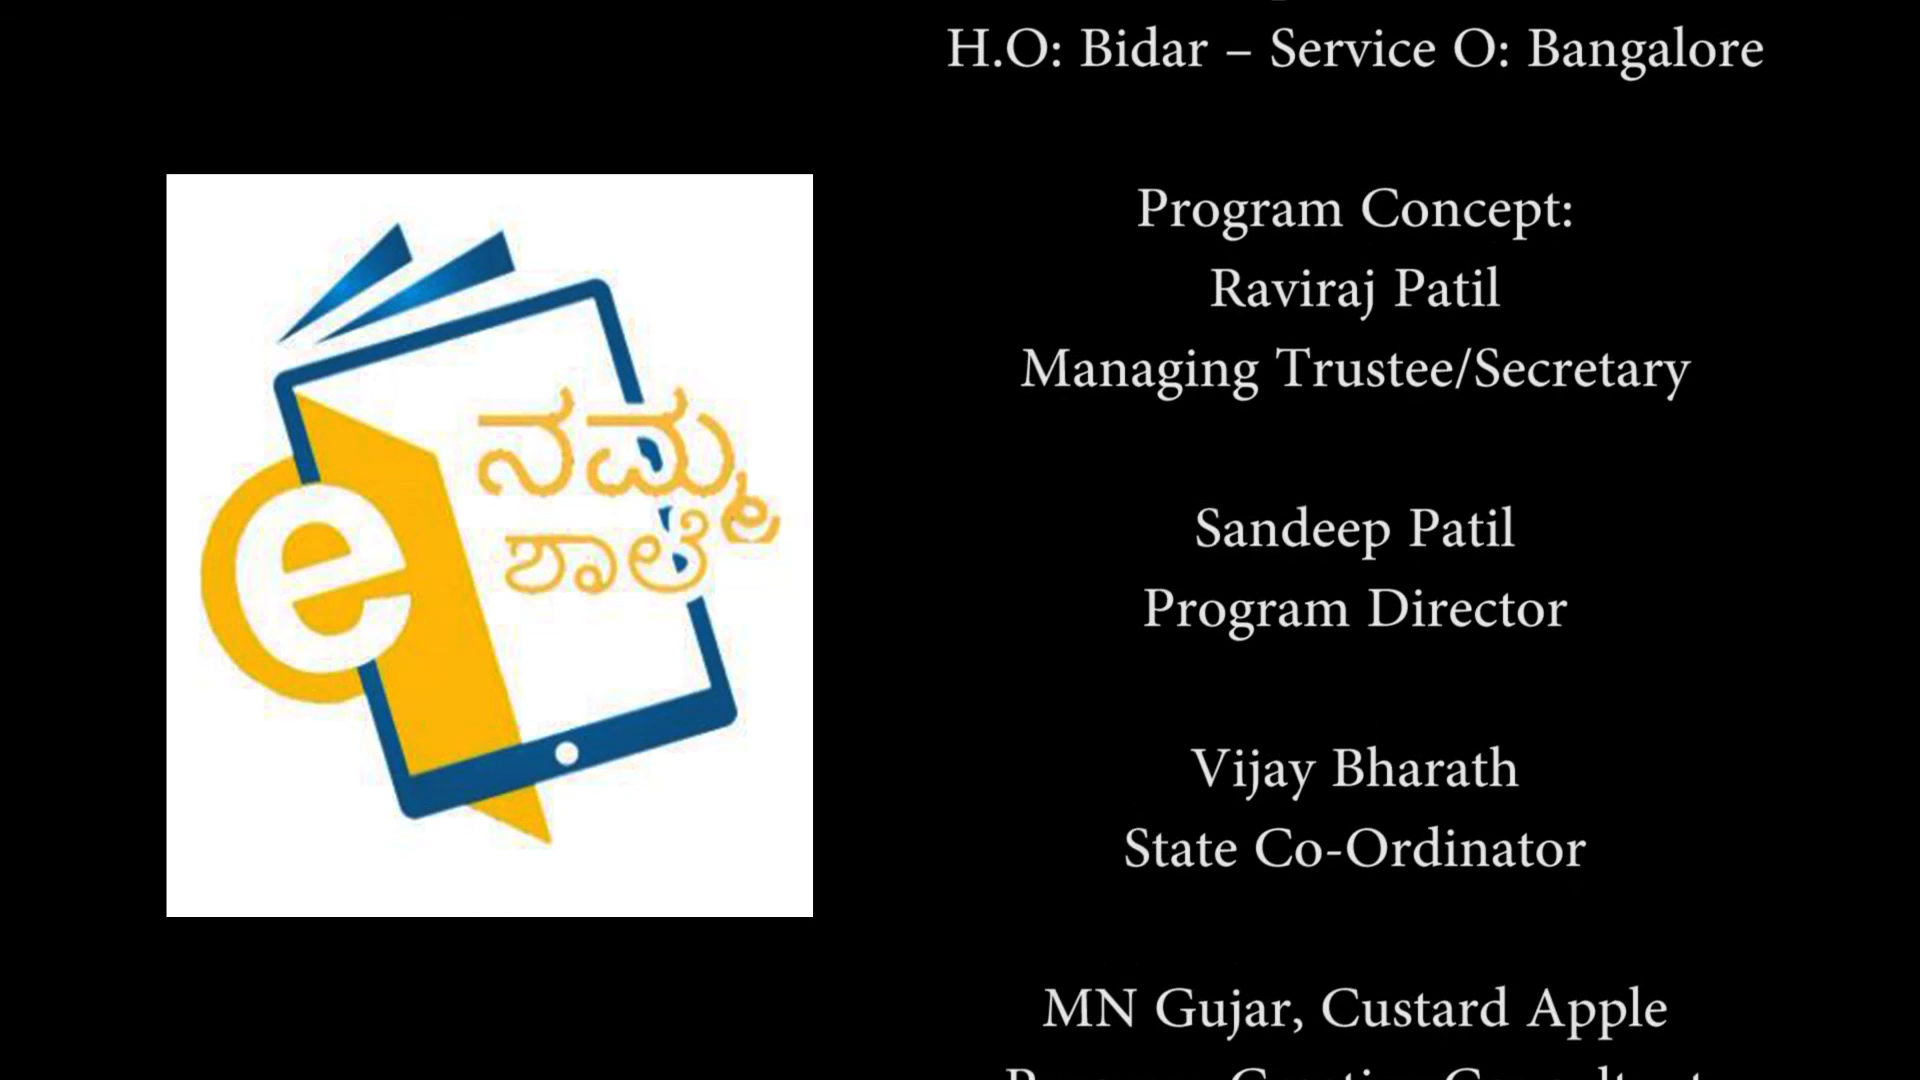 H.O: Bidar – Service O: Bangalore
Program Concept:
Raviraj Patil
Managing Trustee/Secretary
Sandeep Patil
Program Director
Vijay Bharath
State Co-Ordinator
MN Gujar, Custard Apple
e
ನಮ್ಮ
ಶಾಲೆ